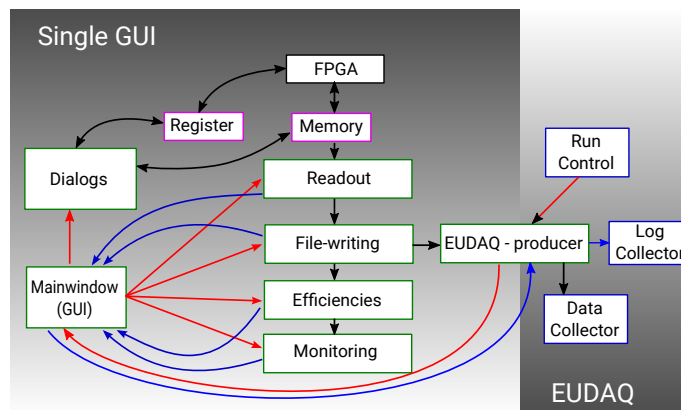 Single GUI
FPGA
Register
Memory
Run
Control
Dialogs
Readout
File-writing
EUDAQ - producer
Log
Collector
Mainwindow
(GUI)
Efficiencies
Data
Collector
Monitoring
EUDAQ